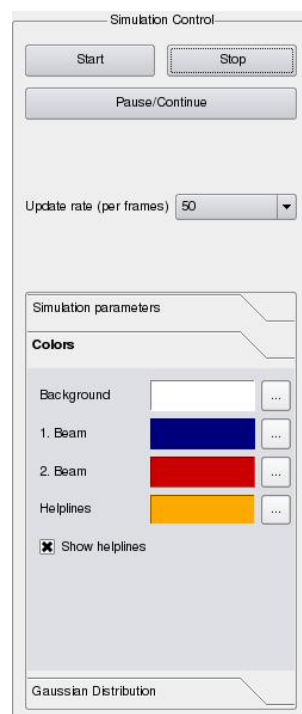 Simulation Control
Start Stop
Pause/Continue
Update rate (per frames) 50
Simulation parameters
Colors
Background ...
1. Beam ...
2. Beam ...
Helplines ...
Show helplines
Gaussian Distribution